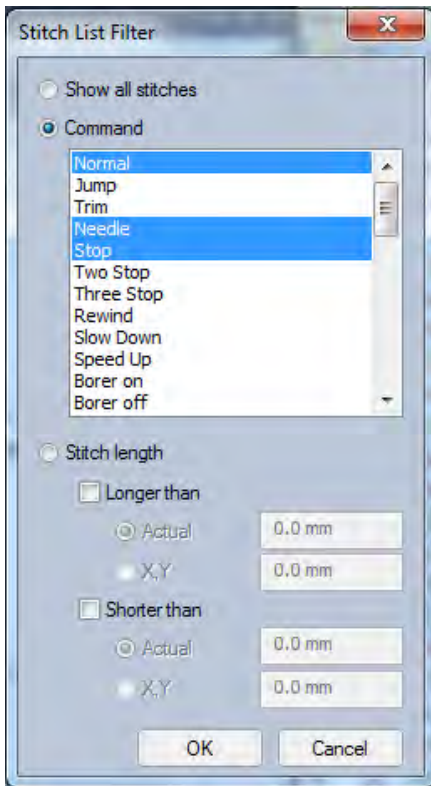 Stitch List Filter
Show all stitches
Command
Normal
Jump
Trim
Needle
Stop
Two Stop
Three Stop
Rewind
Slow Down
Speed Up
Borer on
Borer off
Stitch length
Longer than
Actual 0.0 mm
X,Y 0.0 mm
Shorter than
Actual 0.0 mm
X,Y 0.0 mm
OK Cancel